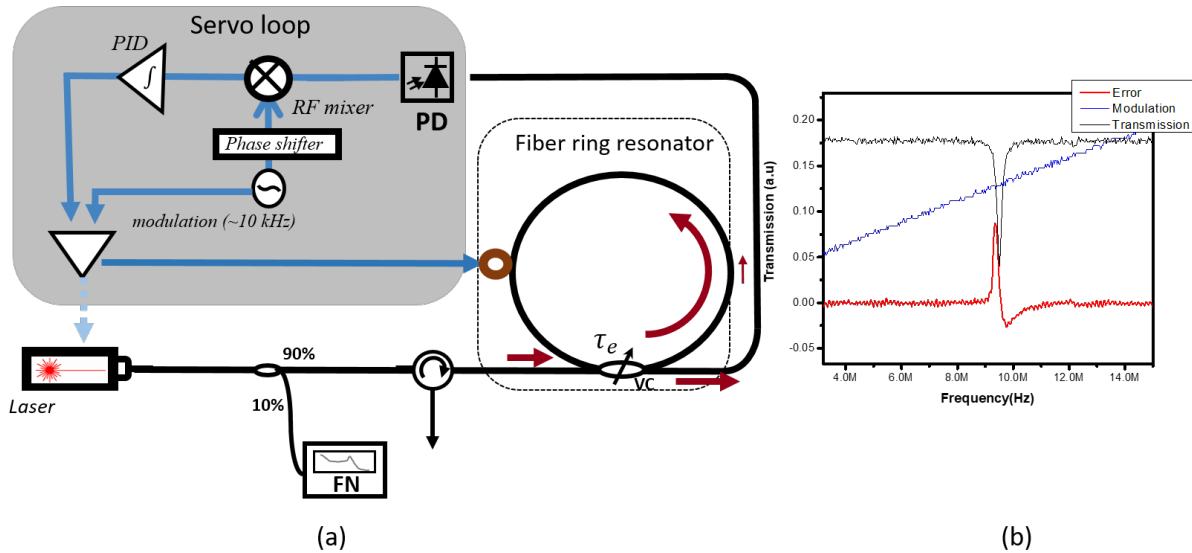 Servo loop
PID
∫
RF mixer
PD
Phase shifter
modulation (~10 kHz)
Fiber ring resonator
τe
VC
Laser
90%
10%
FN
(a)
Error
Modulation
Transmission
Transmission (a.u)
0.20
0.15
0.10
0.05
0.00
-0.05
4.0M 6.0M 8.0M 10.0M 12.0M 14.0M
Frequency(Hz)
(b)